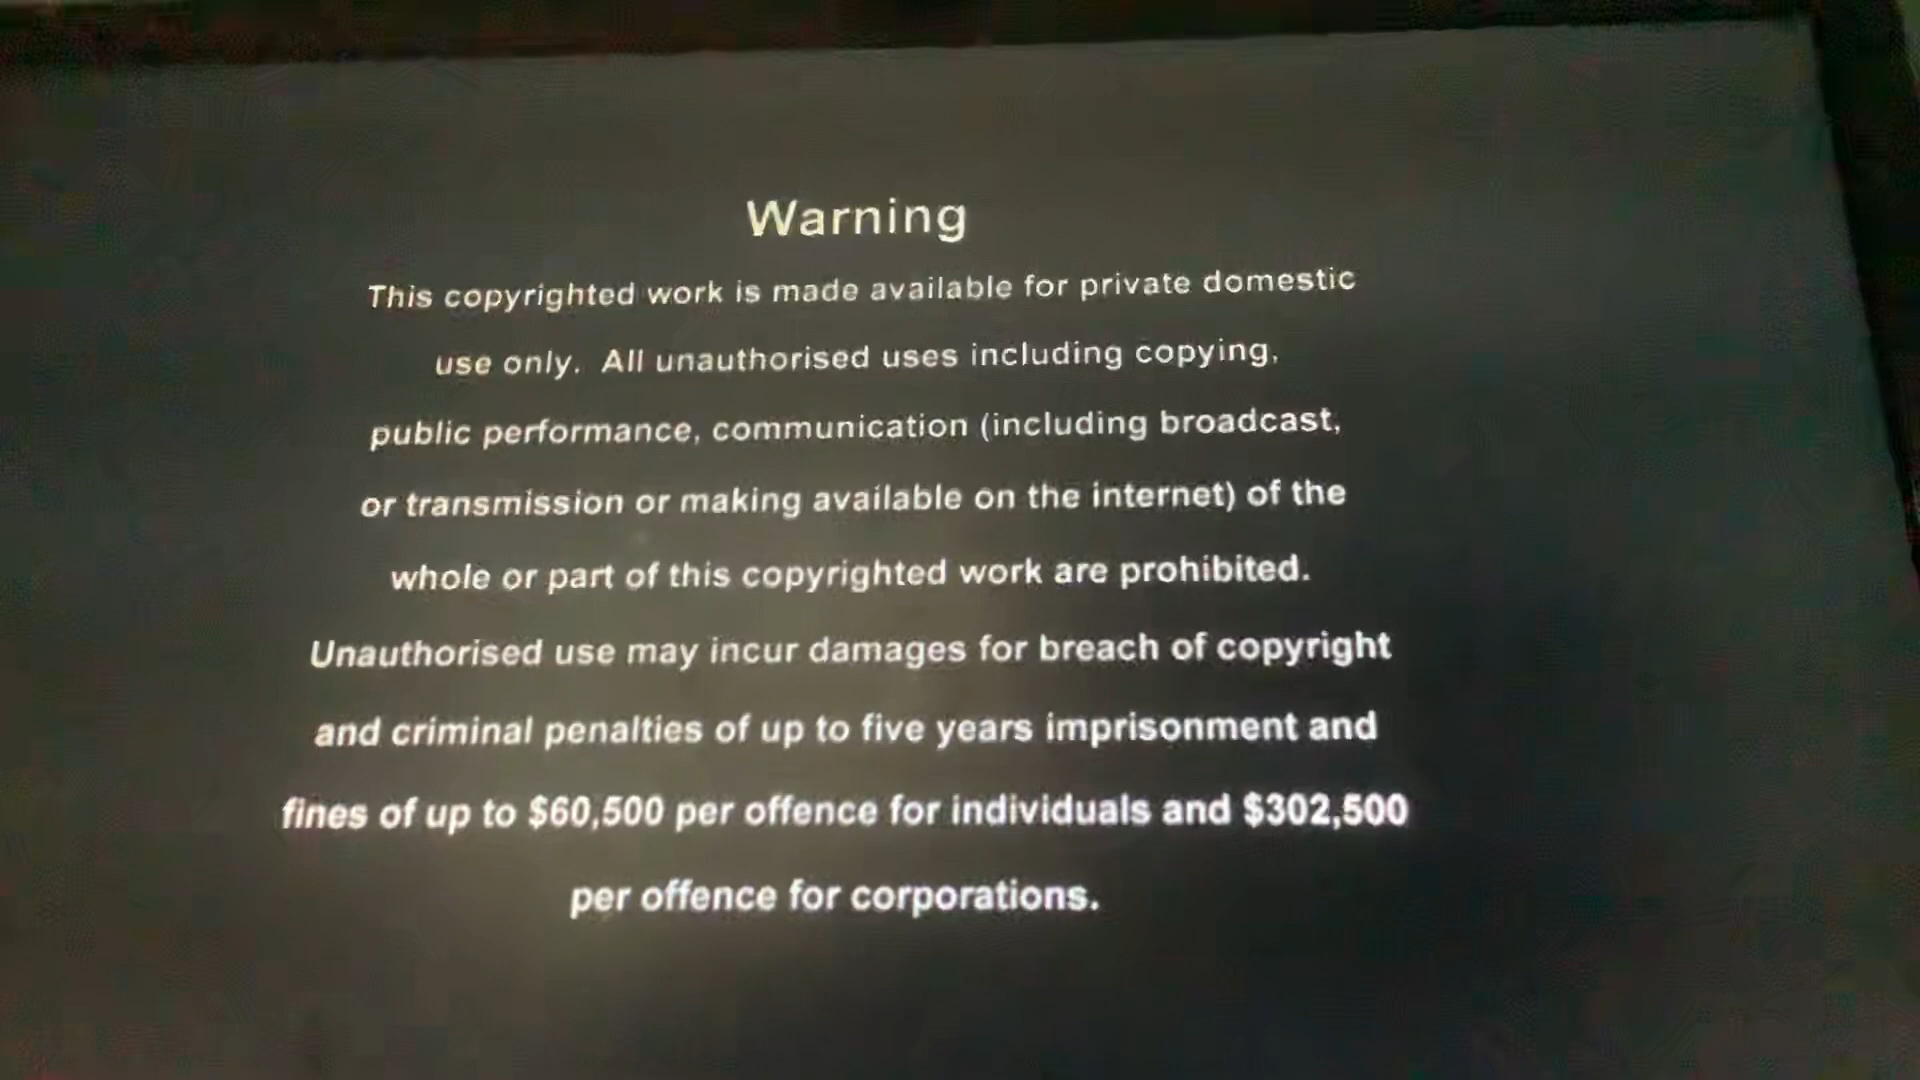 Warning
This copyrighted work is made available for private domestic
use only. All unauthorised uses including copying,
public performance, communication (including broadcast,
or transmission or making available on the internet) of the
whole or part of this copyrighted work are prohibited.
Unauthorised use may incur damages for breach of copyright
and criminal penalties of up to five years imprisonment and
fines of up to $60,500 per offence for individuals and $302,500
per offence for corporations.